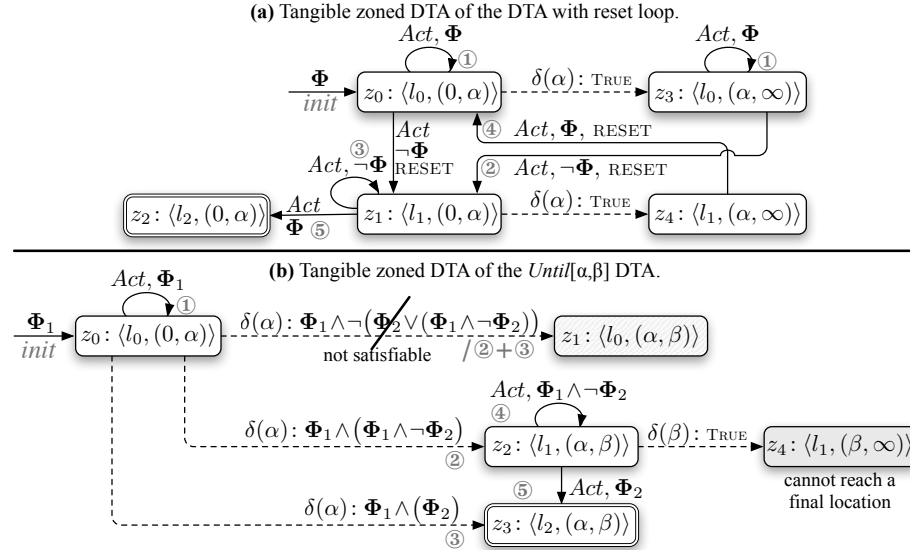 (a) Tangible zoned DTA of the DTA with reset loop.
Act, Φ
①
Act, Φ
①
Φ
init
z₀: ⟨l₀, (0, α)⟩
δ(α): TRUE
z₃: ⟨l₀, (α, ∞)⟩
Act
¬Φ
RESET
④
Act, Φ, RESET
③
Act, ¬Φ
②
Act, ¬Φ, RESET
z₂: ⟨l₂, (0, α)⟩
Act
Φ ⑤
z₁: ⟨l₁, (0, α)⟩
δ(α): TRUE
z₄: ⟨l₁, (α, ∞)⟩
(b) Tangible zoned DTA of the Until[α,β] DTA.
Act, Φ₁
①
Φ₁
init
z₀: ⟨l₀, (0, α)⟩
δ(α): Φ₁∧¬(Φ₂∨(Φ₁∧¬Φ₂))
not satisfiable
/②+③
z₁: ⟨l₀, (α, β)⟩
Act, Φ₁∧¬Φ₂
④
δ(α): Φ₁∧(Φ₁∧¬Φ₂)
②
z₂: ⟨l₁, (α, β)⟩
δ(β): TRUE
z₄: ⟨l₁, (β, ∞)⟩
cannot reach a
final location
⑤
Act, Φ₂
δ(α): Φ₁∧(Φ₂)
③
z₃: ⟨l₂, (α, β)⟩